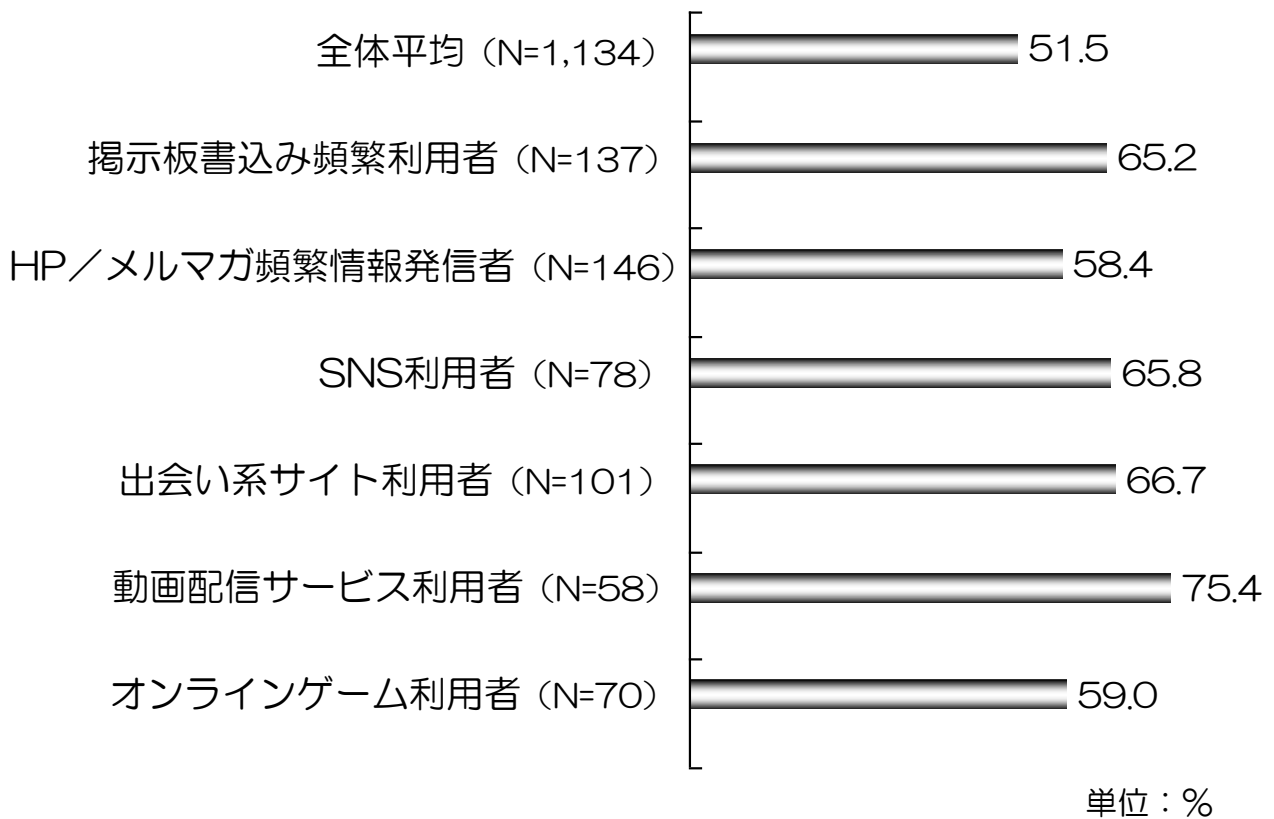 全体平均（N=1,134） 51.5
掲示板書込み頻繁利用者（N=137） 65.2
HP／メルマガ頻繁情報発信者（N=146） 58.4
SNS利用者（N=78） 65.8
出会い系サイト利用者（N=101） 66.7
動画配信サービス利用者（N=58） 75.4
オンラインゲーム利用者（N=70） 59.0
単位：%